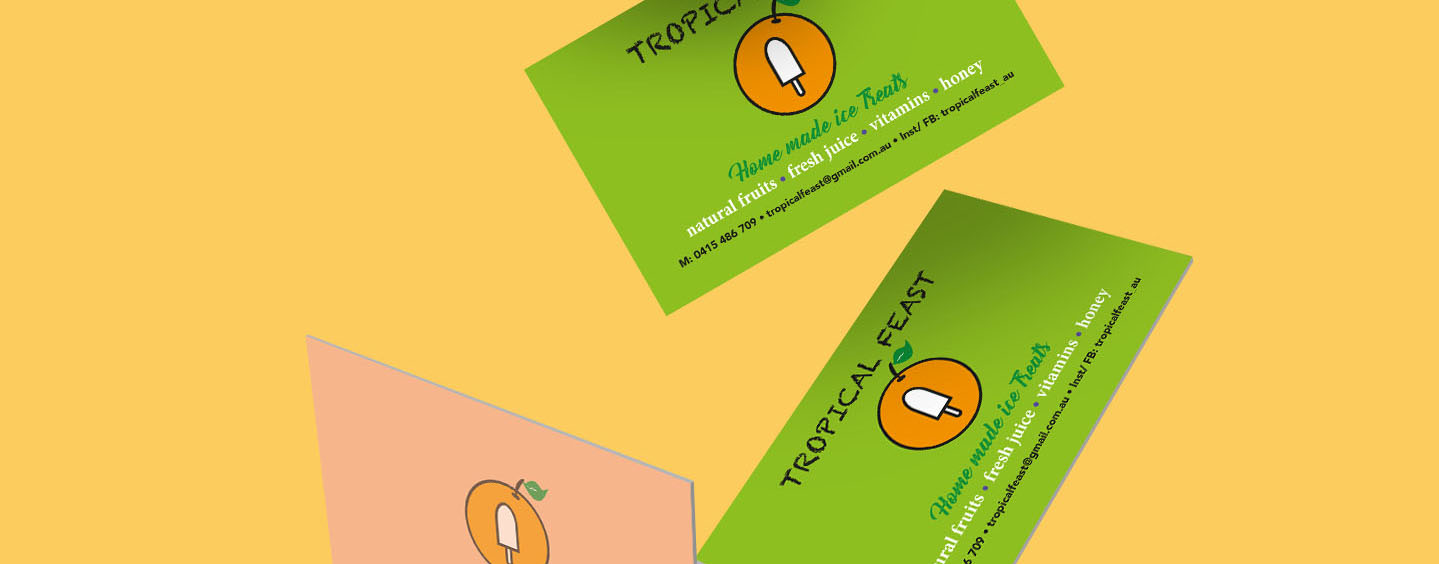 TROPICA
Home made ice Treats
natural fruits • fresh juice • vitamins • honey
M: 0415 486 709 • tropicalfeast@gmail.com.au • Inst/ FB: tropicalfeast_au
TROPICAL FEAST
Home made ice Treats
ural fruits • fresh juice • vitamins • honey
709 • tropicalfeast@gmail.com.au • Inst/ FB: tropicalfeast_au